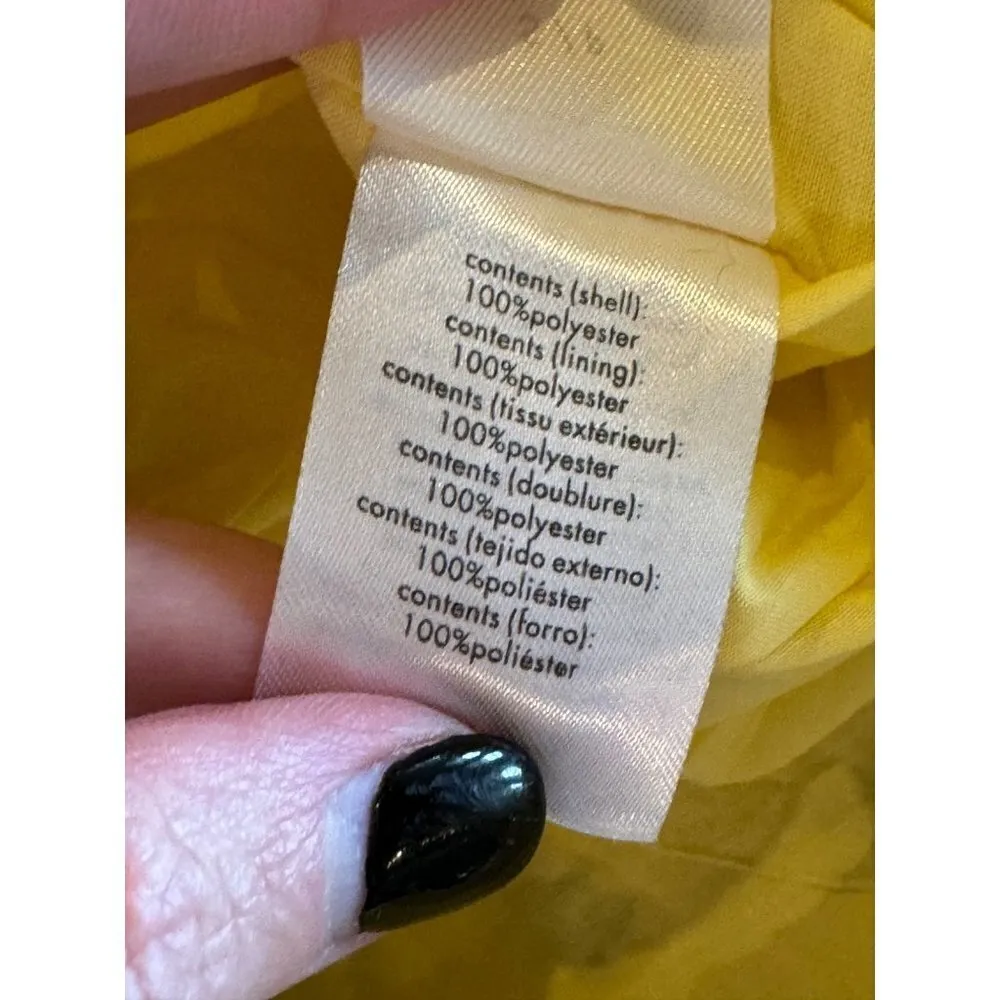 contents (shell):
100%polyester
contents (lining):
100%polyester
contents (tissu extérieur):
100%polyester
contents (doublure):
100%polyester
contents (tejido externo):
100%poliéster
contents (forro):
100%poliéster